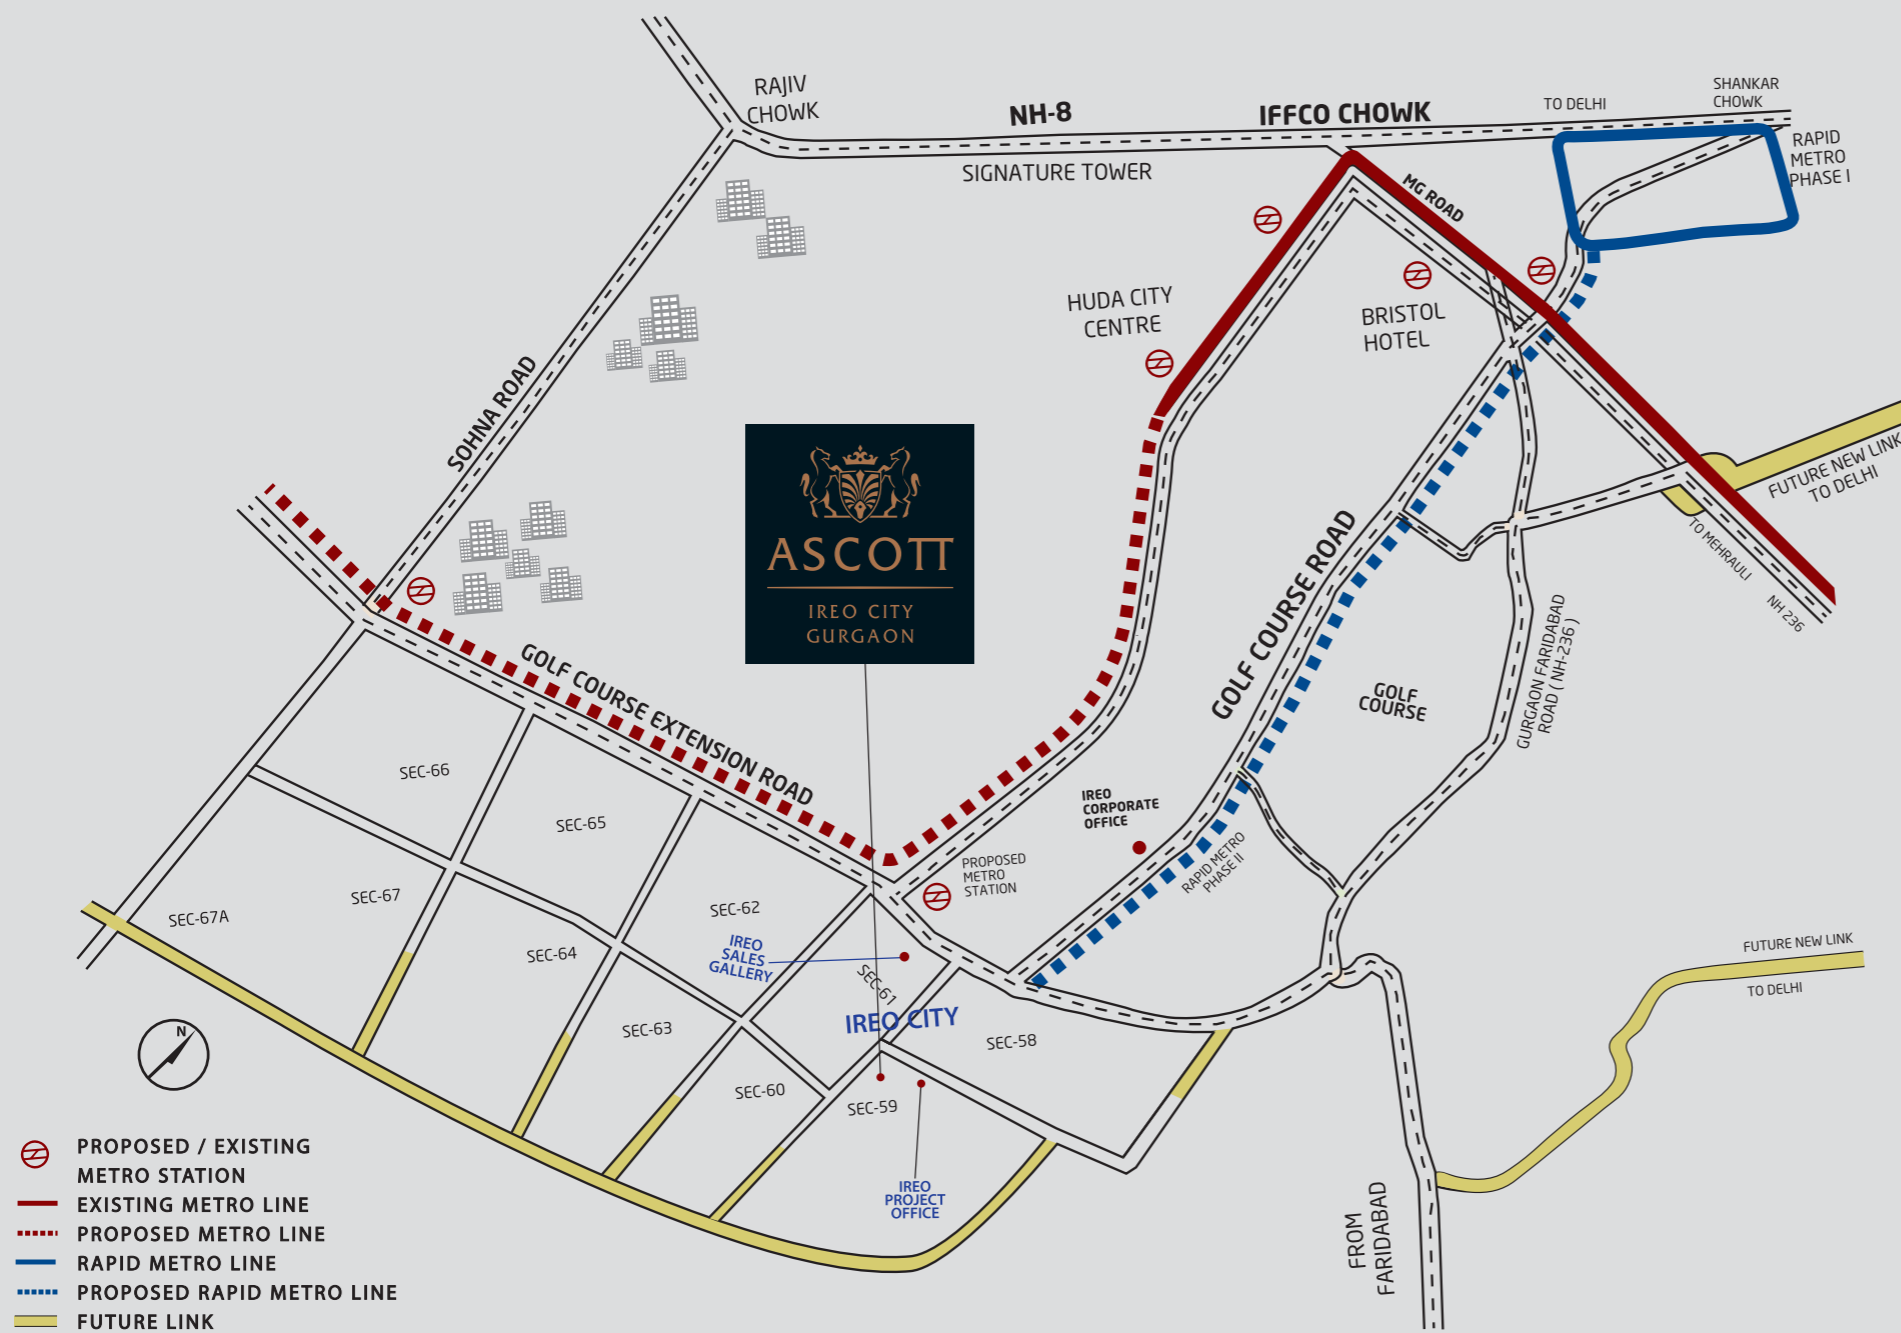 RAJIV
CHOWK
NH-8
IFFCO CHOWK
TO DELHI
SHANKAR
CHOWK
RAPID
METRO
PHASE I
SIGNATURE TOWER
MG ROAD
HUDA CITY
CENTRE
BRISTOL
HOTEL
SOHNA ROAD
FUTURE NEW LINK
TO DELHI
ASCOTT
IREO CITY
GURGAON
TO MEHRAULI
NH 236
GOLF COURSE ROAD
GOLF
COURSE
GURGAON FARIDABAD
ROAD ( NH-236 )
GOLF COURSE EXTENSION ROAD
IREO
CORPORATE
OFFICE
RAPID METRO
PHASE II
PROPOSED
METRO
STATION
SEC-66
SEC-65
SEC-67
SEC-67A
SEC-62
SEC-64
IREO
SALES
GALLERY
SEC-61
IREO CITY
SEC-63
SEC-58
SEC-60
SEC-59
IREO
PROJECT
OFFICE
FUTURE NEW LINK
TO DELHI
FROM
FARIDABAD
N
PROPOSED / EXISTING
METRO STATION
EXISTING METRO LINE
PROPOSED METRO LINE
RAPID METRO LINE
PROPOSED RAPID METRO LINE
FUTURE LINK